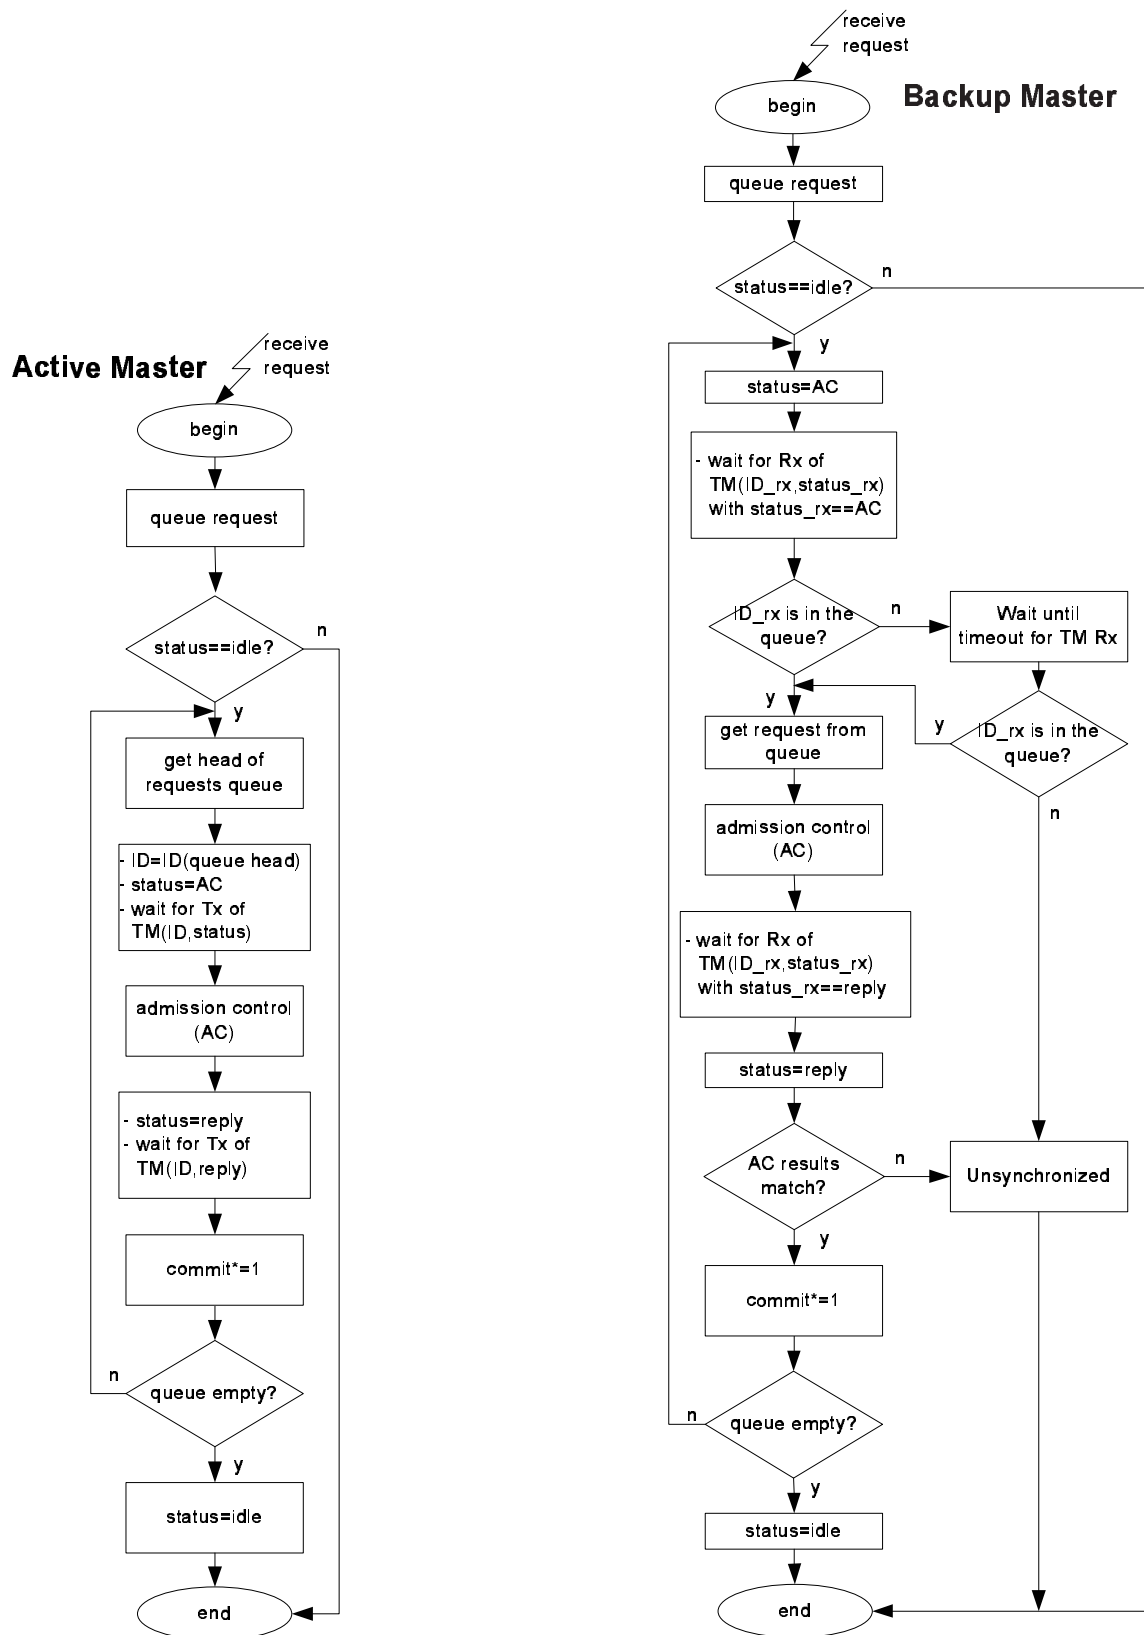 Active Master
receive
request
begin
queue request
status==idle?
n
y
get head of
requests queue
- ID=ID(queue head)
- status=AC
- wait for Tx of
TM(ID,status)
admission control
(AC)
- status=reply
- wait for Tx of
TM(ID,reply)
commit*=1
n
queue empty?
y
status=idle
end
receive
request
Backup Master
begin
queue request
status==idle?
n
y
status=AC
- wait for Rx of
TM(ID_rx,status_rx)
with status_rx==AC
ID_rx is in the
queue?
n
Wait until
timeout for TM Rx
y
y
ID_rx is in the
queue?
n
get request from
queue
admission control
(AC)
- wait for Rx of
TM(ID_rx,status_rx)
with status_rx==reply
status=reply
AC results
match?
n
Unsynchronized
y
commit*=1
n
queue empty?
y
status=idle
end